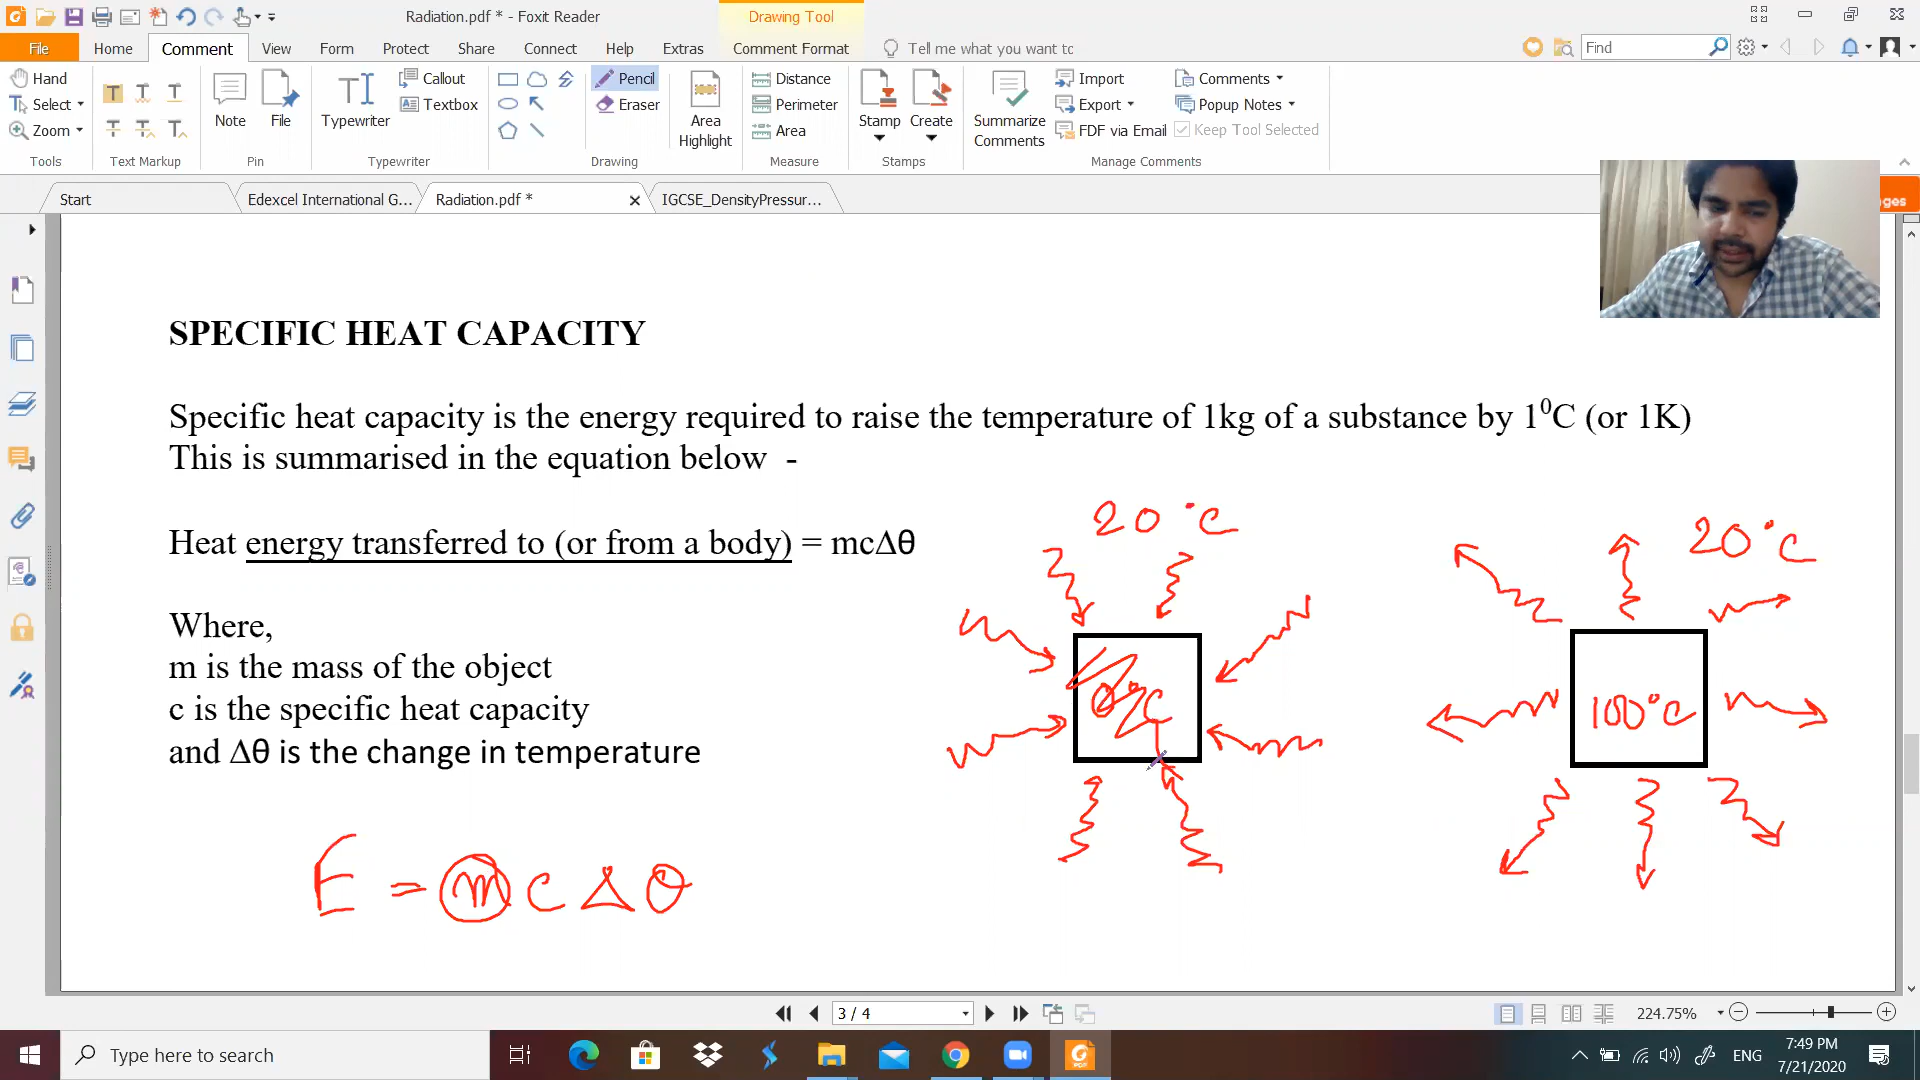 Radiation.pdf * - Foxit Reader
Drawing Tool
File Home Comment View Form Protect Share Connect Help Extras Comment Format Tell me what you want to
Find
Hand
Select
Zoom
Tools
Text Markup
Note
File
Pin
Typewriter
Callout
Textbox
Typewriter
Pencil
Eraser
Drawing
Area
Highlight
Distance
Perimeter
Area
Measure
Stamp
Create
Stamps
Summarize
Comments
Import
Export
FDF via Email
Comments
Popup Notes
Keep Tool Selected
Manage Comments
Start
Edexcel International G...
Radiation.pdf *
IGCSE_DensityPressur...
ges
SPECIFIC HEAT CAPACITY
Specific heat capacity is the energy required to raise the temperature of 1kg of a substance by 1⁰C (or 1K)
This is summarised in the equation below -
Heat energy transferred to (or from a body) = mcΔθ
Where,
m is the mass of the object
c is the specific heat capacity
and Δθ is the change in temperature
E = m c Δ θ
20 °C
0°C
20°C
100°C
3 / 4
224.75%
Type here to search
ENG
7:49 PM
7/21/2020